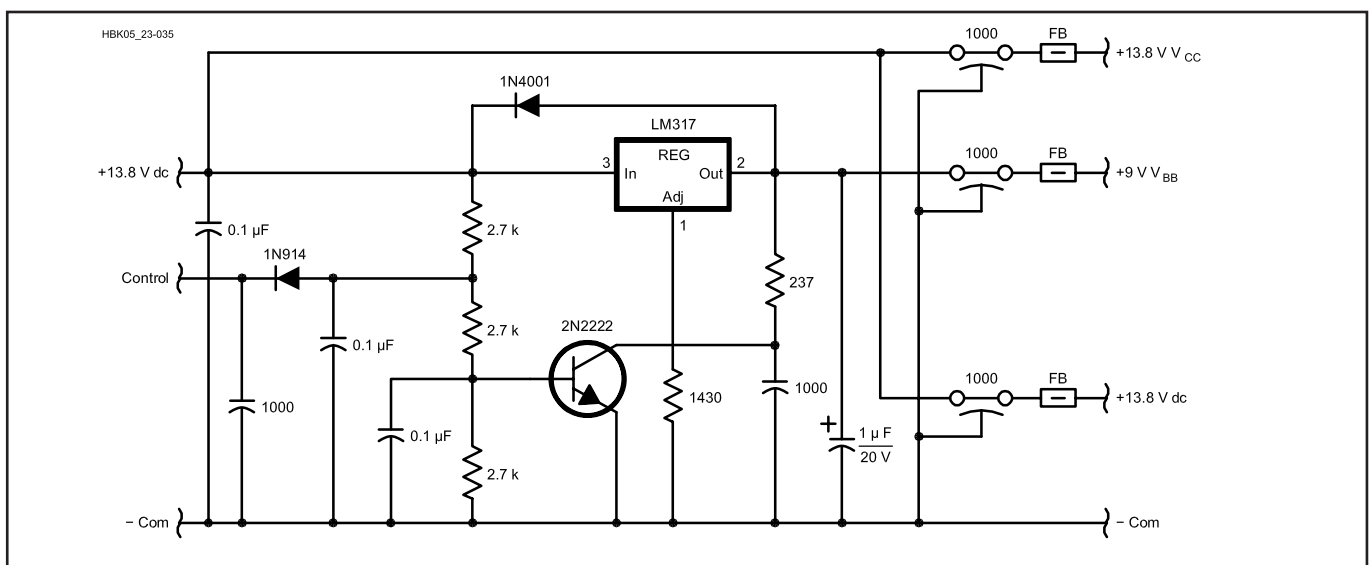 HBK05_23-035
1000
FB
+13.8 V V CC
1N4001
LM317
REG
3
In
Out
2
Adj
1
+13.8 V dc
1000
FB
+9 V V BB
0.1 µF
2.7 k
1N914
Control
237
2.7 k
2N2222
0.1 µF
1000
1430
1000
1000
FB
+13.8 V dc
0.1 µF
+
1 µ F
20 V
2.7 k
− Com
− Com